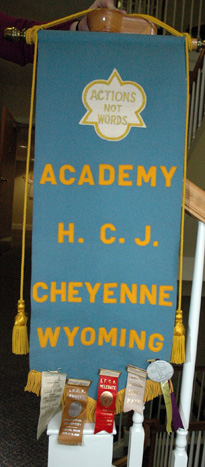 ACTIONS
NOT
WORDS
ACADEMY
H. C. J.
CHEYENNE
WYOMING